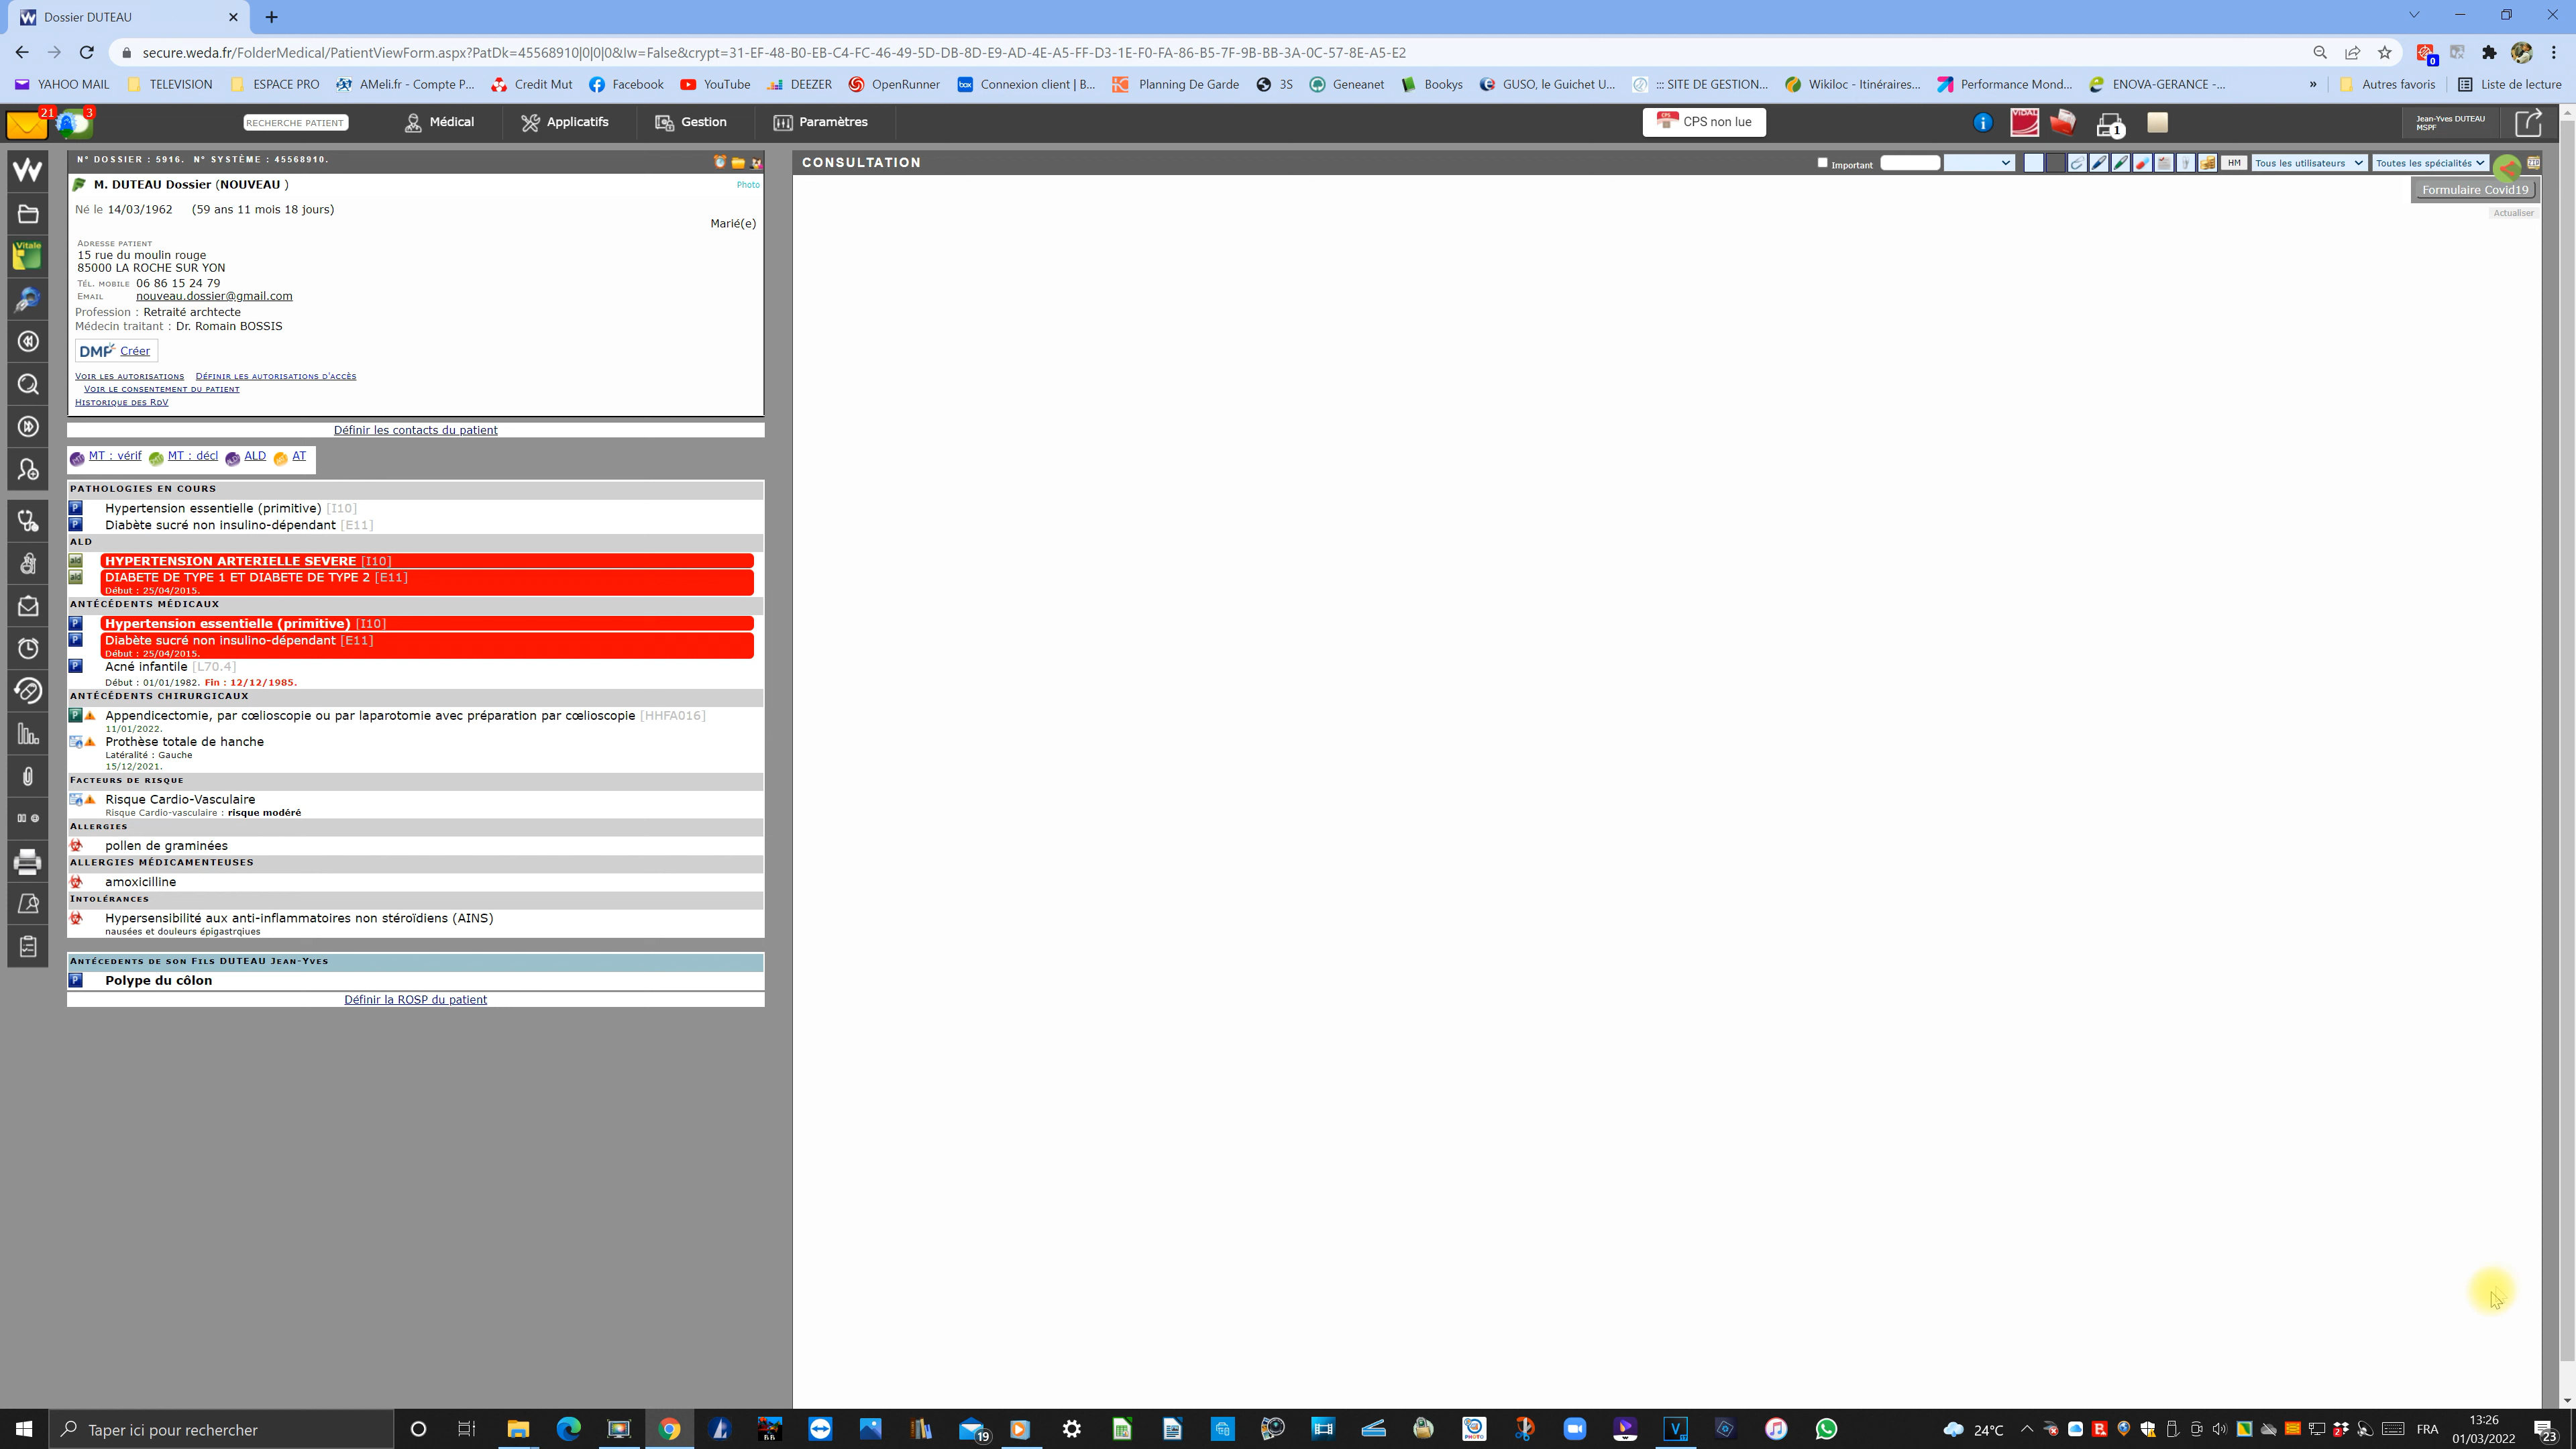 Dossier DUTEAU
secure.weda.fr/FolderMedical/PatientViewForm.aspx?PatDk=45568910|0|0|0&lw=False&crypt=31-EF-48-B0-EB-C4-FC-46-49-5D-DB-8D-E9-AD-4E-A5-FF-D3-1E-F0-FA-86-B5-7F-9B-BB-3A-0C-57-8E-A5-E2
0
YAHOO MAIL TELEVISION ESPACE PRO AMeli.fr - Compte P... Credit Mut Facebook YouTube DEEZER OpenRunner Connexion client | B... Planning De Garde 3S Geneanet Bookys GUSO, le Guichet U... ::: SITE DE GESTION... Wikiloc - Itinéraires... Performance Mond... ENOVA-GERANCE -... » Autres favoris Liste de lecture
21 3 RECHERCHE PATIENT Médical Applicatifs Gestion Paramètres CPS non lue VIDAL 1 Jean-Yves DUTEAU
MSPF
N° DOSSIER : 5916. N° SYSTÈME : 45568910.
CONSULTATION Important HM Tous les utilisateurs Toutes les spécialités
M. DUTEAU Dossier (NOUVEAU ) Photo
Formulaire Covid19
Actualiser
Né le 14/03/1962 (59 ans 11 mois 18 jours)
Marié(e)
Vitale
ADRESSE PATIENT
15 rue du moulin rouge
85000 LA ROCHE SUR YON
TÉL. MOBILE 06 86 15 24 79
EMAIL nouveau.dossier@gmail.com
Profession : Retraité archtecte
Médecin traitant : Dr. Romain BOSSIS
DMP Créer
VOIR LES AUTORISATIONS DÉFINIR LES AUTORISATIONS D'ACCÈS
VOIR LE CONSENTEMENT DU PATIENT
HISTORIQUE DES RDV
Définir les contacts du patient
MT : vérif MT : décl ALD AT
PATHOLOGIES EN COURS
P Hypertension essentielle (primitive) [I10]
P Diabète sucré non insulino-dépendant [E11]
ALD
ald HYPERTENSION ARTERIELLE SEVERE [I10]
ald DIABETE DE TYPE 1 ET DIABETE DE TYPE 2 [E11]
Début : 25/04/2015.
ANTÉCÉDENTS MÉDICAUX
P Hypertension essentielle (primitive) [I10]
P Diabète sucré non insulino-dépendant [E11]
Début : 25/04/2015.
P Acné infantile [L70.4]
Début : 01/01/1982. Fin : 12/12/1985.
ANTÉCÉDENTS CHIRURGICAUX
P Appendicectomie, par cœlioscopie ou par laparotomie avec préparation par cœlioscopie [HHFA016]
11/01/2022.
Prothèse totale de hanche
Latéralité : Gauche
15/12/2021.
FACTEURS DE RISQUE
Risque Cardio-Vasculaire
Risque Cardio-vasculaire : risque modéré
ALLERGIES
pollen de graminées
ALLERGIES MÉDICAMENTEUSES
amoxicilline
INTOLÉRANCES
Hypersensibilité aux anti-inflammatoires non stéroïdiens (AINS)
nausées et douleurs épigastrqiues
ANTÉCEDENTS DE SON FILS DUTEAU JEAN-YVES
P Polype du côlon
Définir la ROSP du patient
Taper ici pour rechercher 19 24°C FRA 13:26
01/03/2022 23